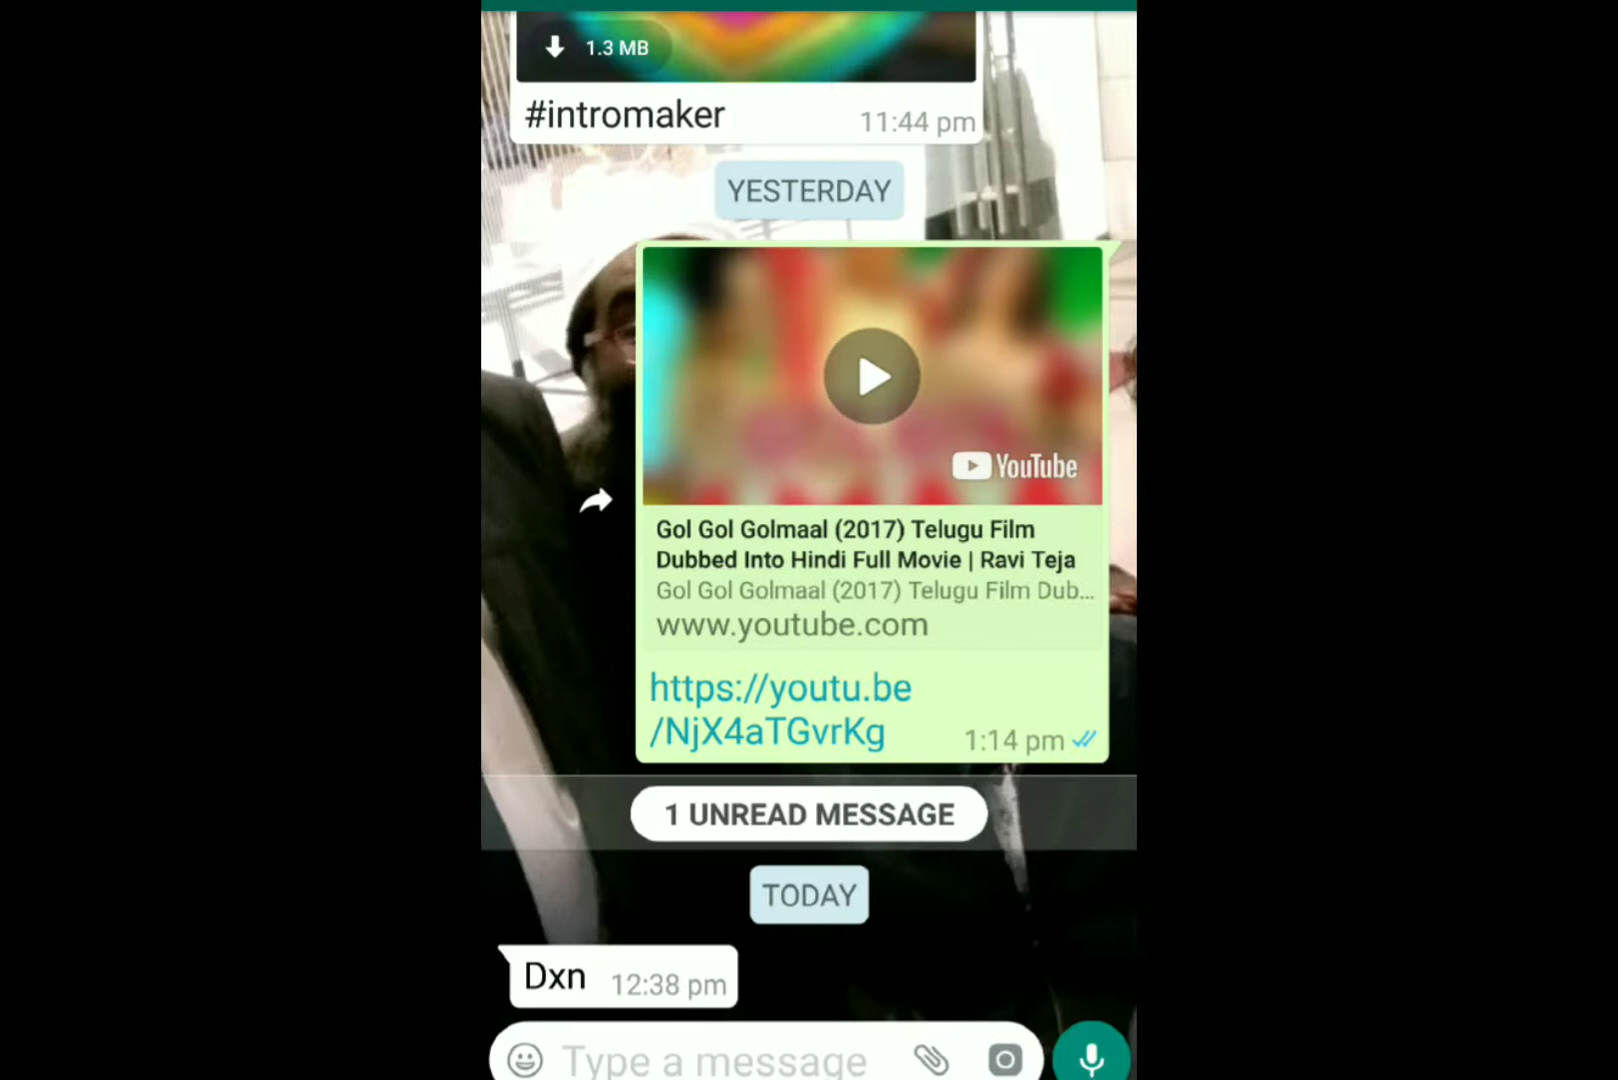 1.3 MB
#intromaker
11:44 pm
YESTERDAY
YouTube
Gol Gol Golmaal (2017) Telugu Film
Dubbed Into Hindi Full Movie | Ravi Teja
Gol Gol Golmaal (2017) Telugu Film Dub...
www.youtube.com
https://youtu.be
/NjX4aTGvrKg
1:14 pm
1 UNREAD MESSAGE
TODAY
Dxn 12:38 pm
Type a message